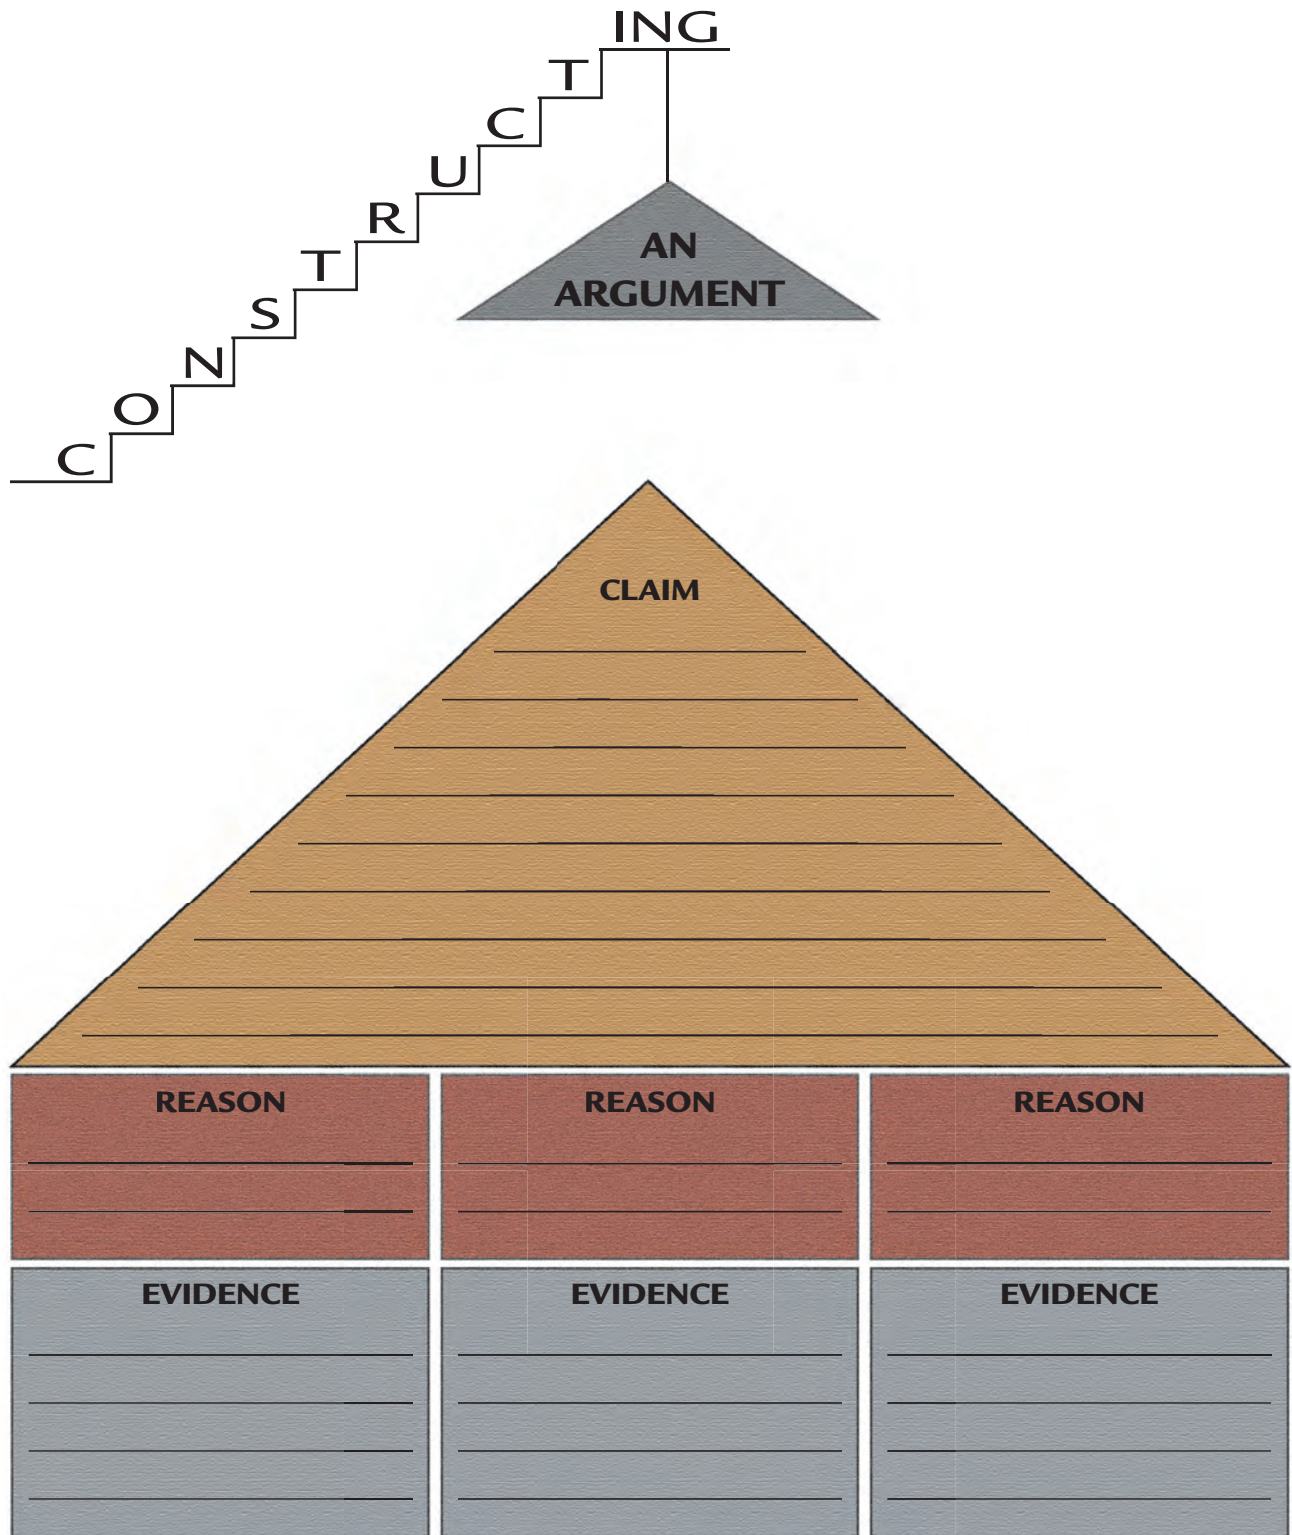 CONSTRUCTING
AN
ARGUMENT
CLAIM
REASON
REASON
REASON
EVIDENCE
EVIDENCE
EVIDENCE